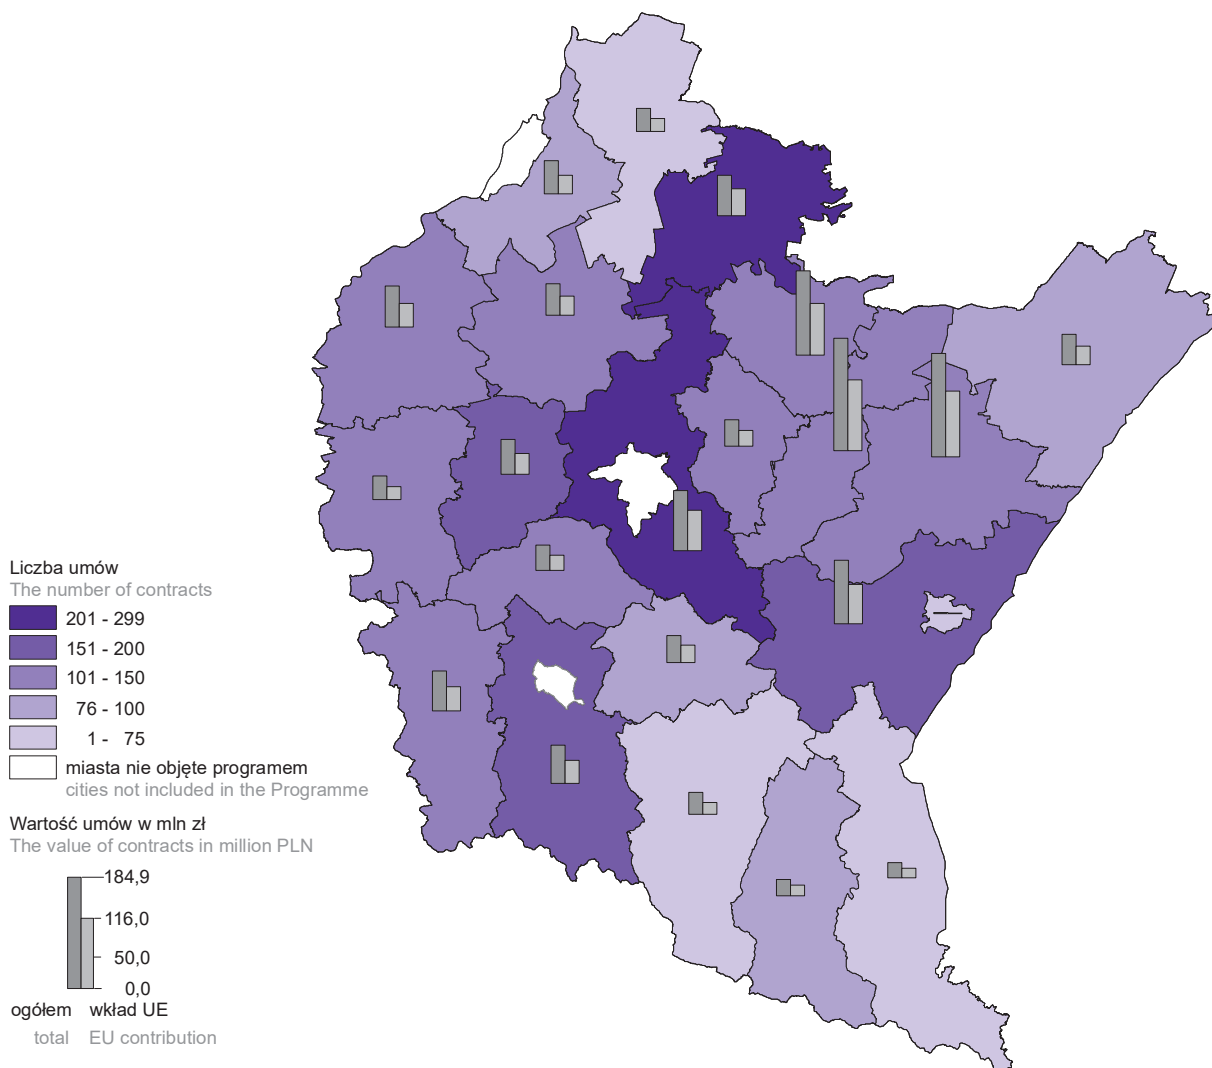 Liczba umów
The number of contracts
201 - 299
151 - 200
101 - 150
76 - 100
1 - 75
miasta nie objęte programem
cities not included in the Programme
Wartość umów w mln zł
The value of contracts in million PLN
184,9
116,0
50,0
0,0
ogółem wkład UE
total EU contribution